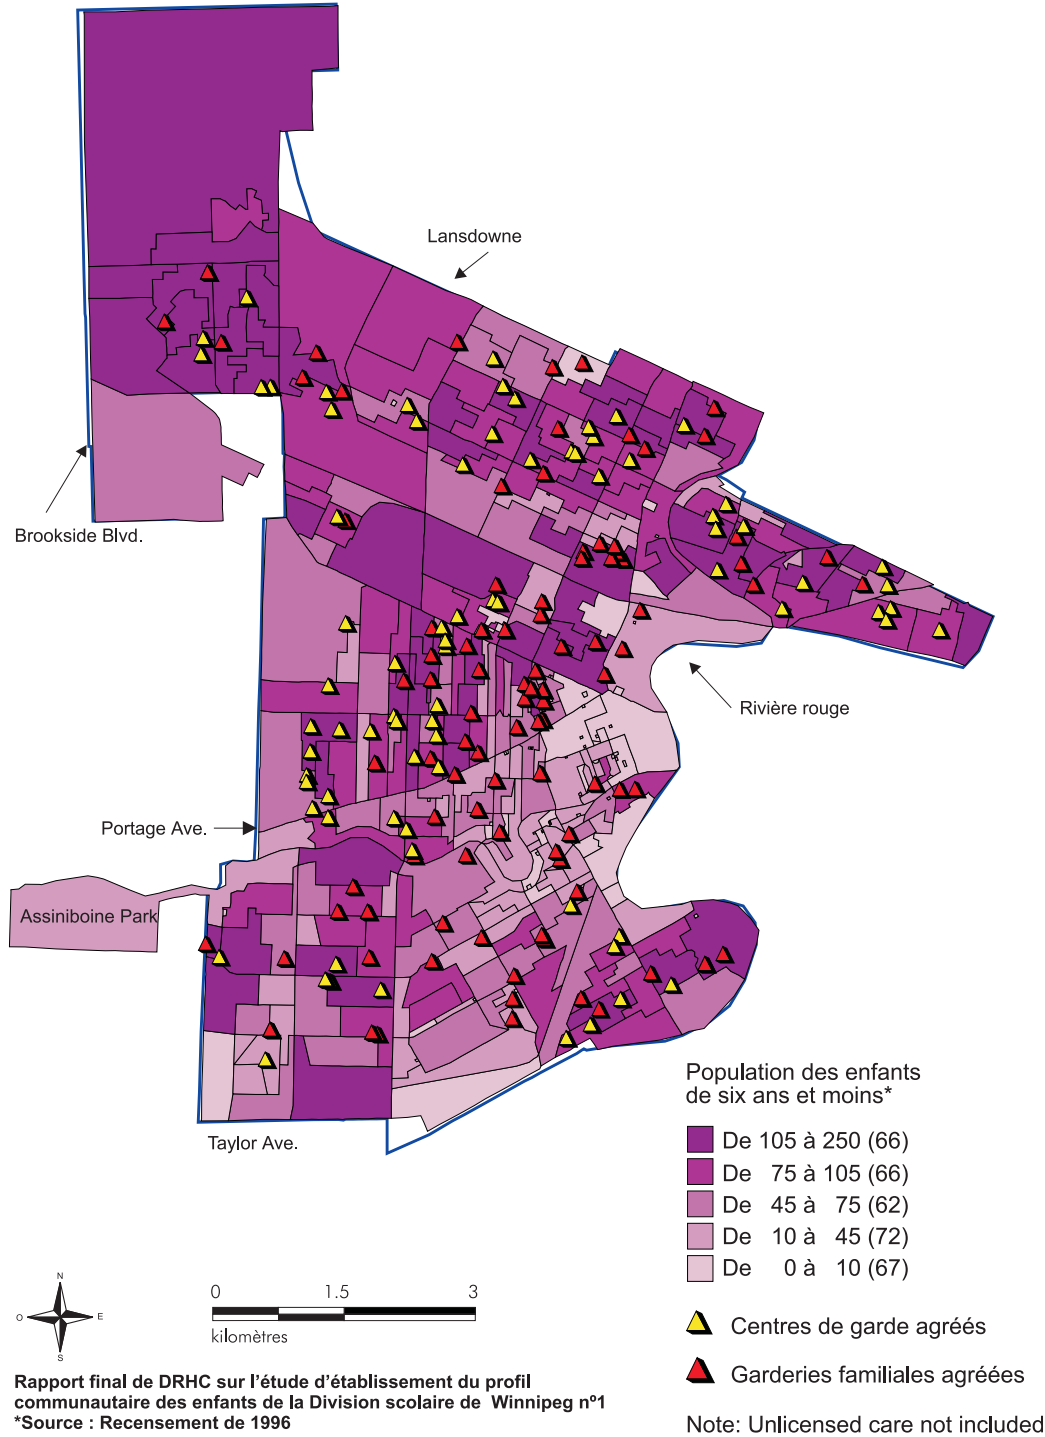 Lansdowne
Brookside Blvd.
Rivière rouge
Portage Ave.
Assiniboine Park
Taylor Ave.
Population des enfants
de six ans et moins*
De 105 à 250 (66)
De 75 à 105 (66)
De 45 à 75 (62)
De 10 à 45 (72)
De 0 à 10 (67)
Centres de garde agréés
Garderies familiales agréées
Note: Unlicensed care not included
N
O E
S
0 1.5 3
kilomètres
Rapport final de DRHC sur l'étude d'établissement du profil
communautaire des enfants de la Division scolaire de Winnipeg nº1
*Source : Recensement de 1996